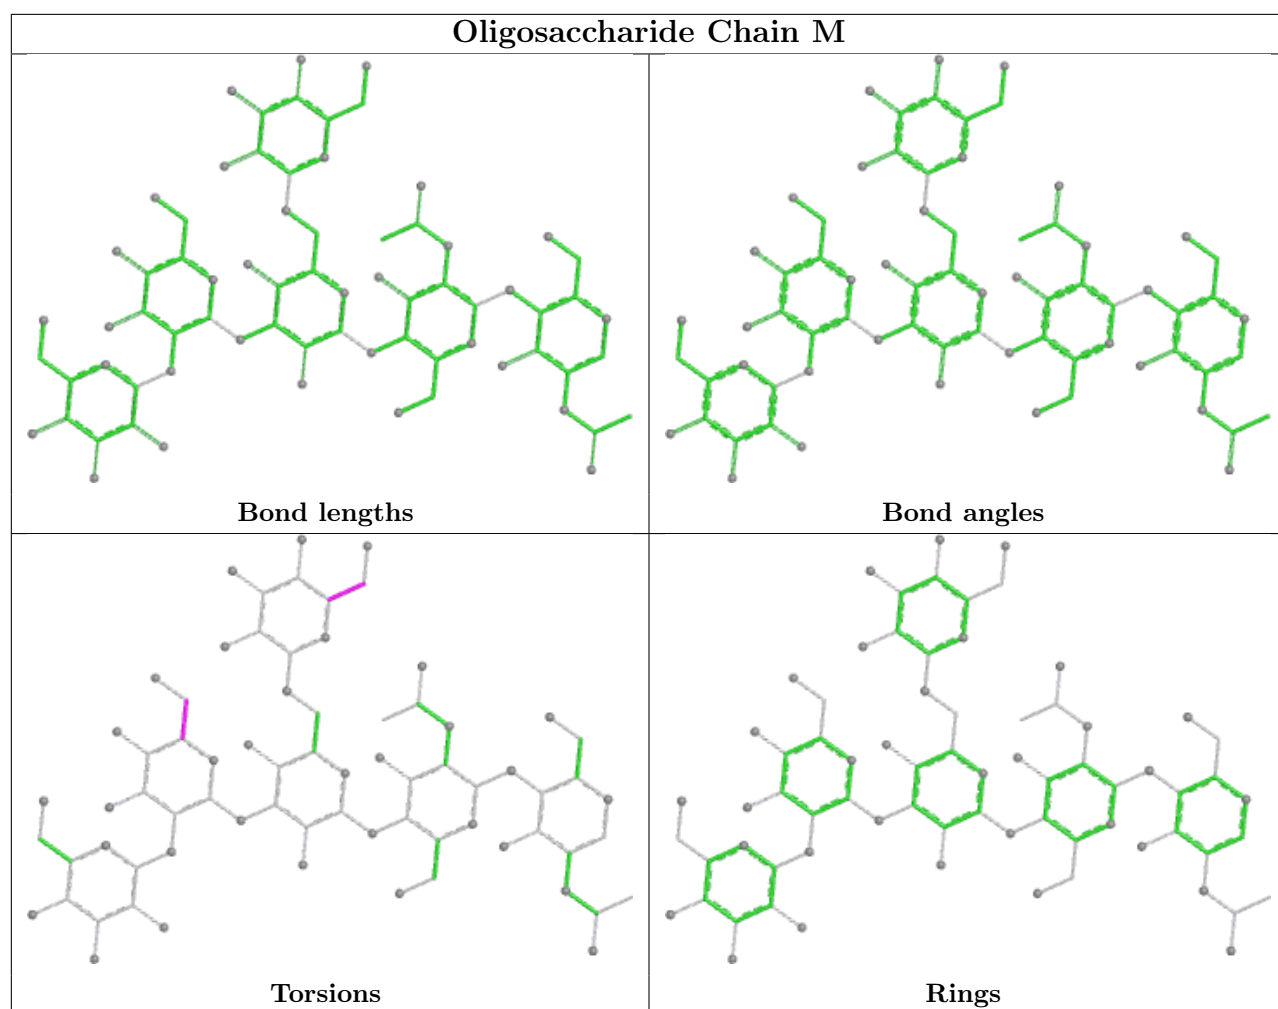 Oligosaccharide Chain M
Bond lengths
Bond angles
Torsions
Rings